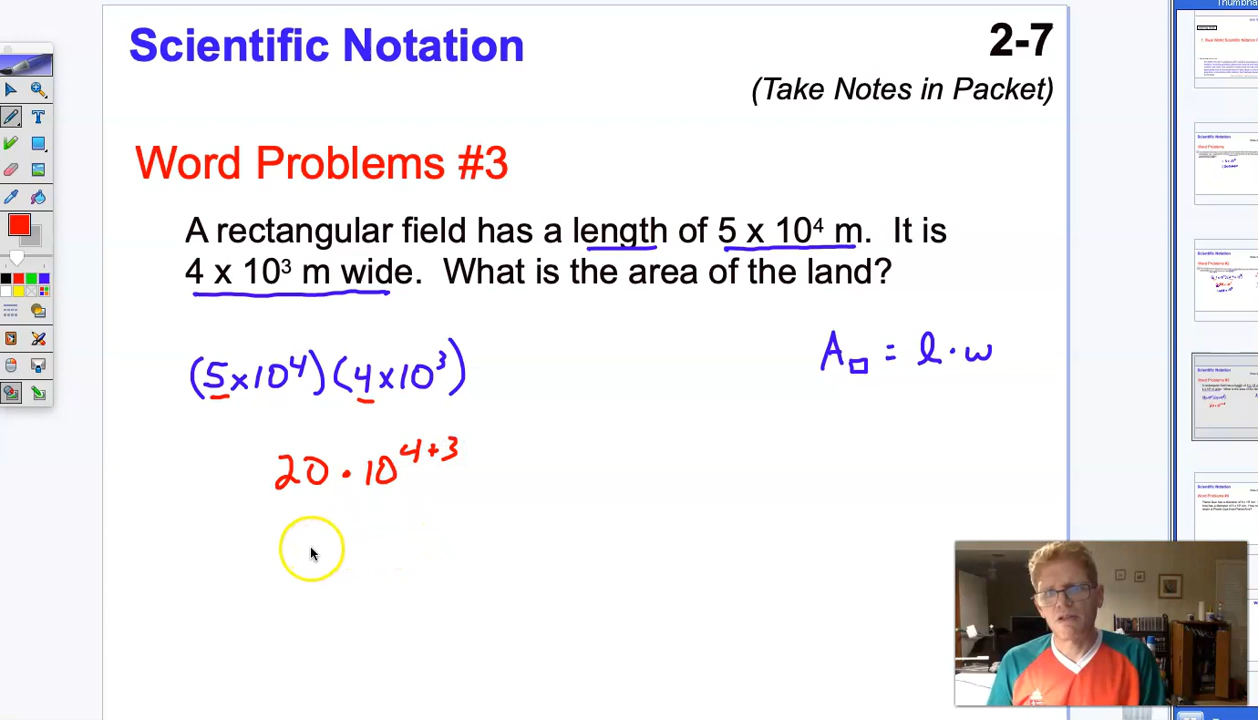 Thumbna
Scientific Notation
2-7
(Take Notes in Packet)
Word Problems #3
A rectangular field has a length of 5 x 10⁴ m. It is
4 x 10³ m wide. What is the area of the land?
(5x10⁴)(4x10³)
A□ = l · w
20 · 10⁴⁺³